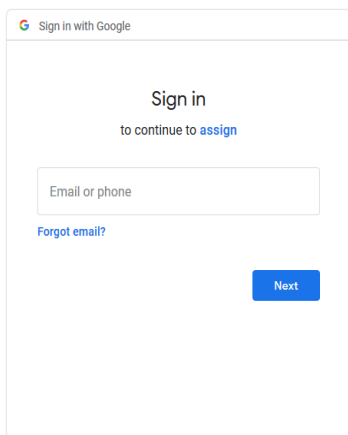 Sign in with Google
Sign in
to continue to assign
Email or phone
Forgot email?
Next